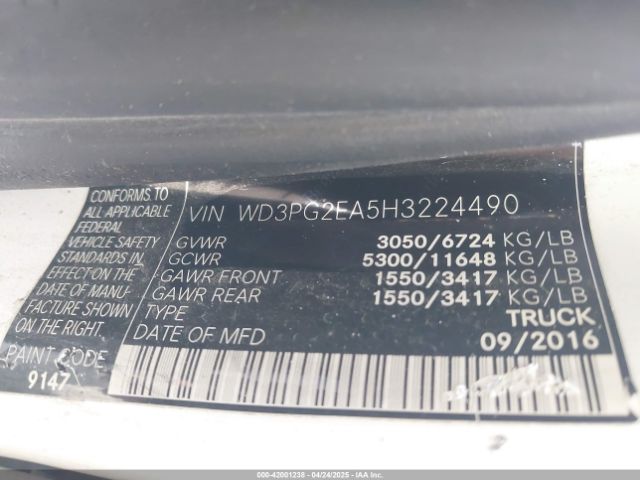 CONFORMS TO
ALL APPLICABLE
FEDERAL
VEHICLE SAFETY
STANDARDS IN
EFFECT ON THE
DATE OF MANU-
FACTURE SHOWN
ON THE RIGHT.
PAINT CODE
9147
VIN WD3PG2EA5H3224490
GVWR 3050/6724 KG/LB
GCWR 5300/11648 KG/LB
GAWR FRONT 1550/3417 KG/LB
GAWR REAR 1550/3417 KG/LB
TYPE TRUCK
DATE OF MFD 09/2016
000-42001238 - 04/24/2025 - IAA Inc.